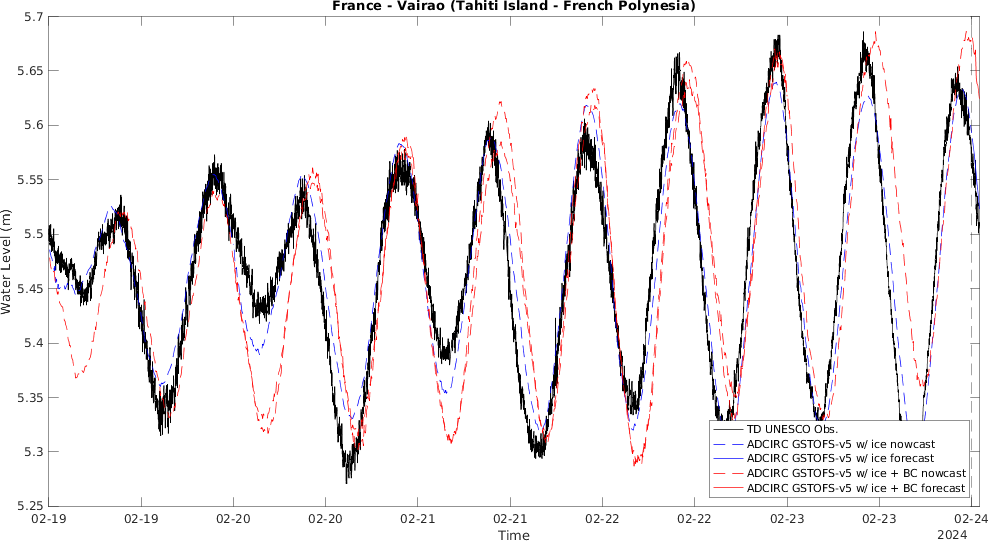 France - Vairao (Tahiti Island - French Polynesia)
5.7
5.65
5.6
5.55
5.5
5.45
5.4
5.35
5.3
5.25
Water Level (m)
TD UNESCO Obs.
ADCIRC GSTOFS-v5 w/ ice nowcast
ADCIRC GSTOFS-v5 w/ ice forecast
ADCIRC GSTOFS-v5 w/ ice + BC nowcast
ADCIRC GSTOFS-v5 w/ ice + BC forecast
02-19 02-19 02-20 02-20 02-21 02-21 02-22 02-22 02-23 02-23 02-24
Time
2024